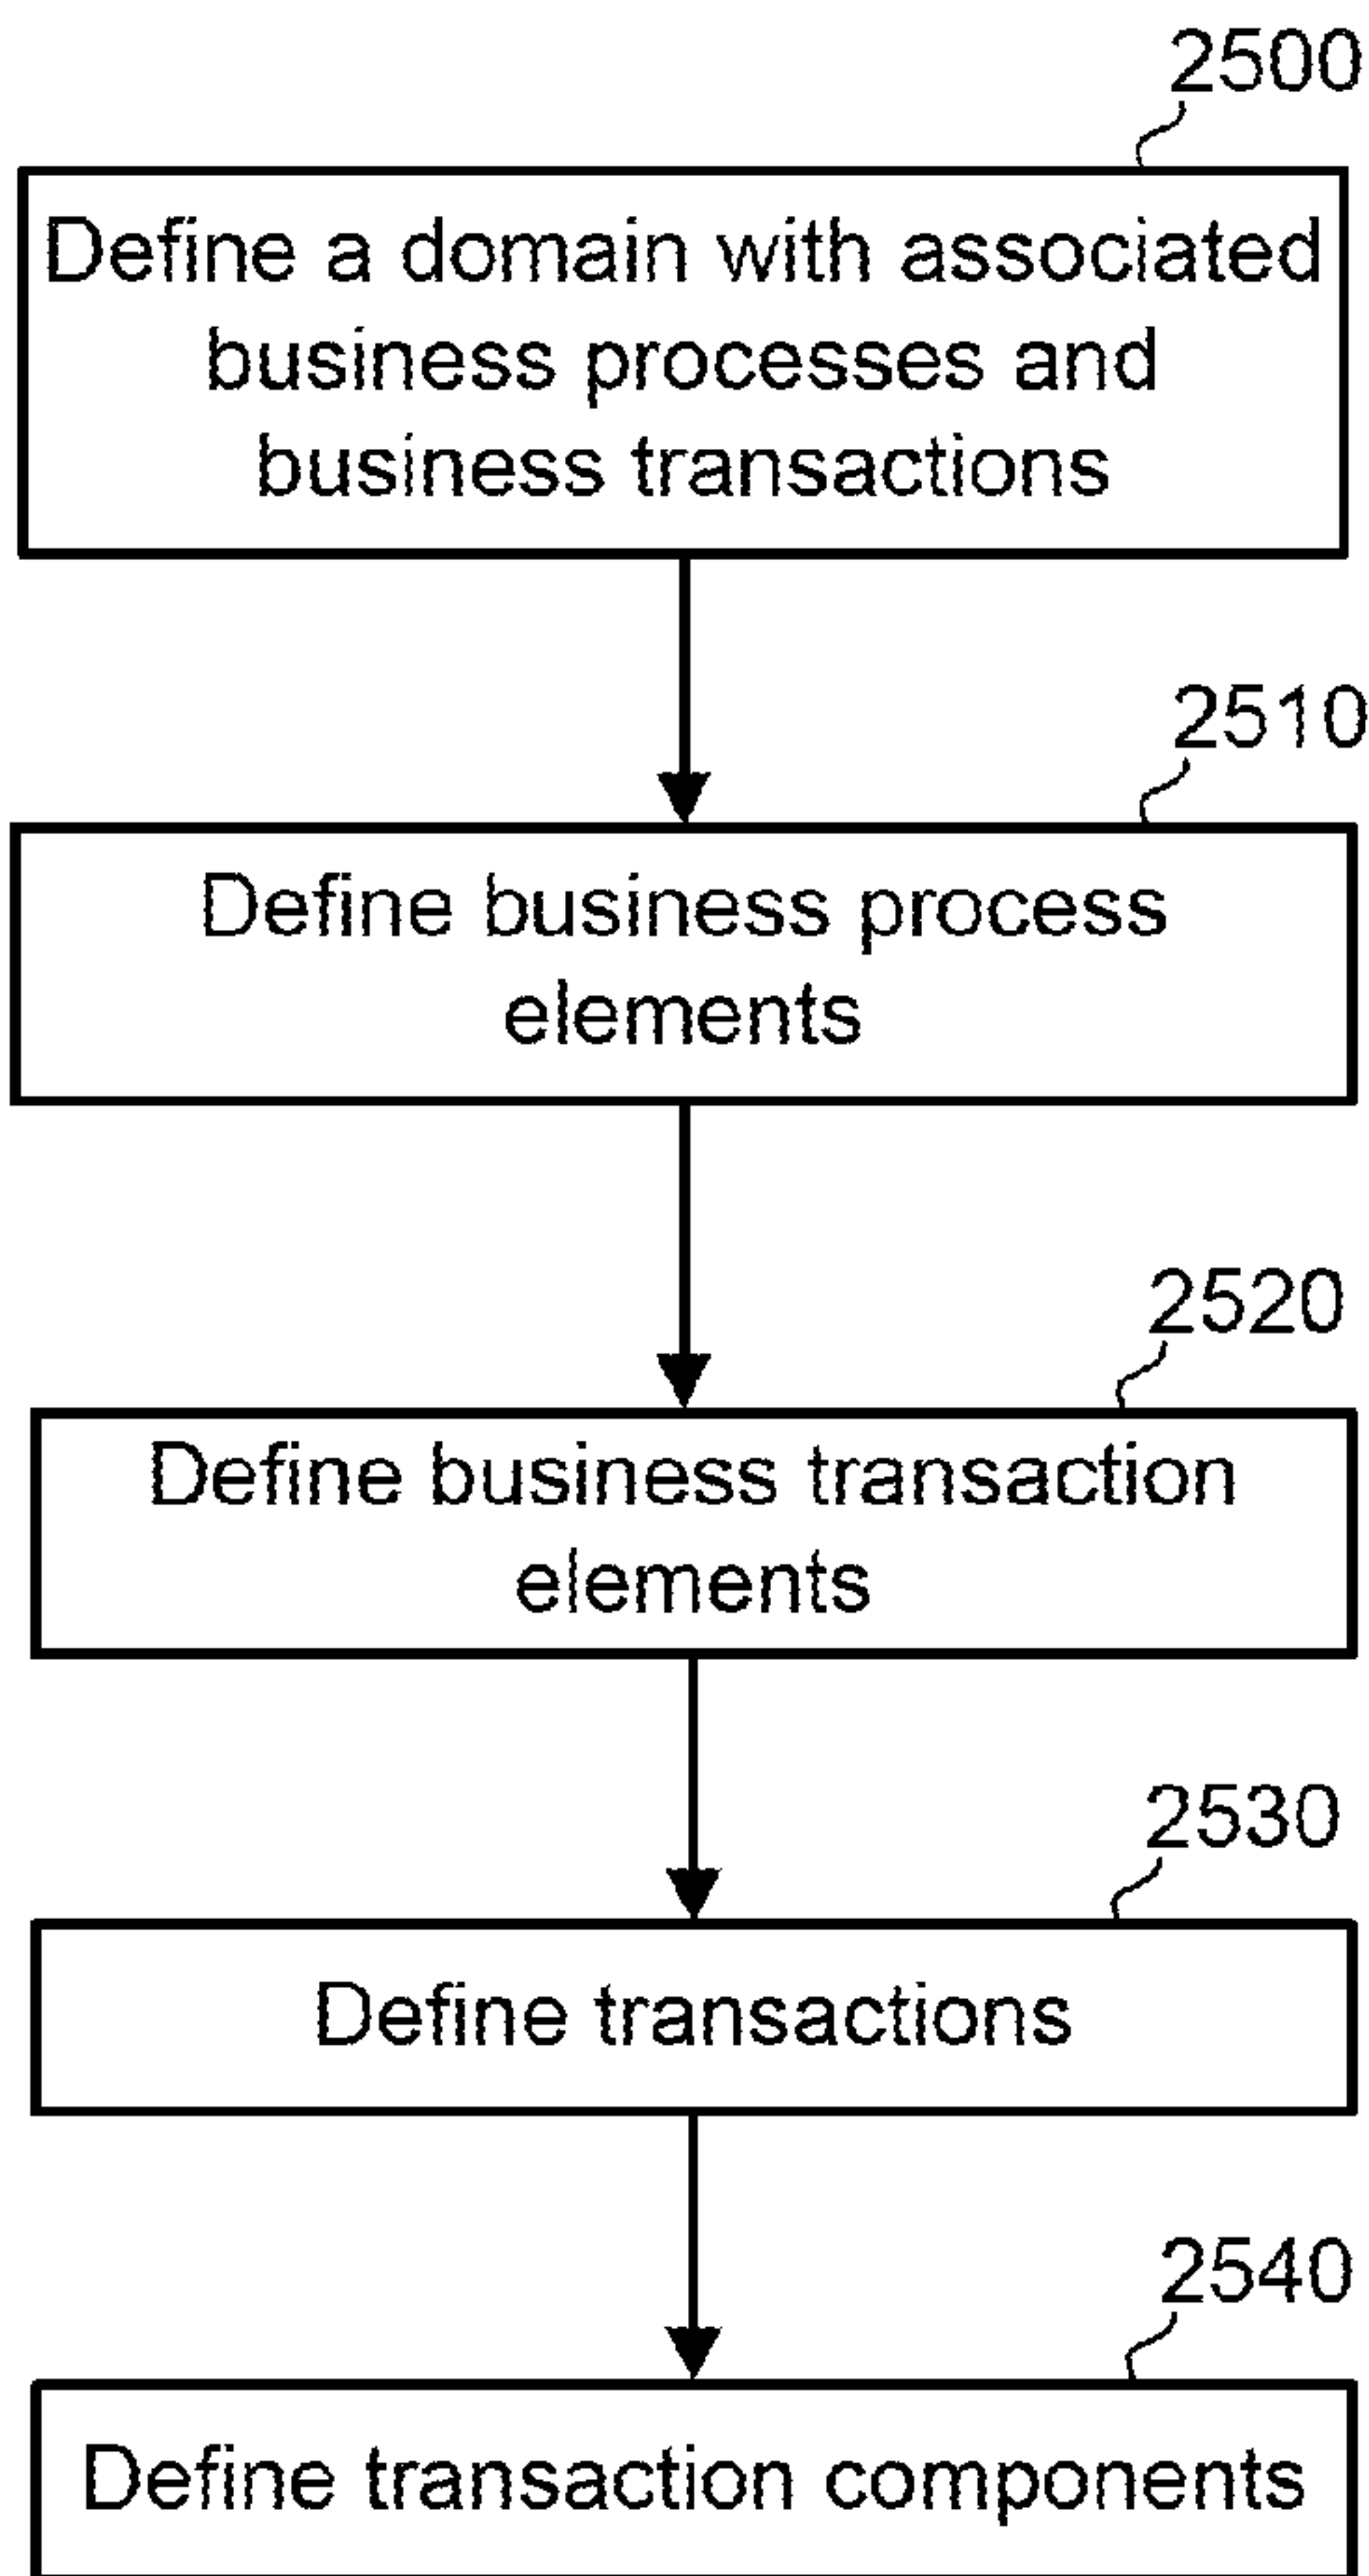 2500
Define a domain with associated
business processes and
business transactions
2510
Define business process
elements
2520
Define business transaction
elements
2530
Define transactions
2540
Define transaction components